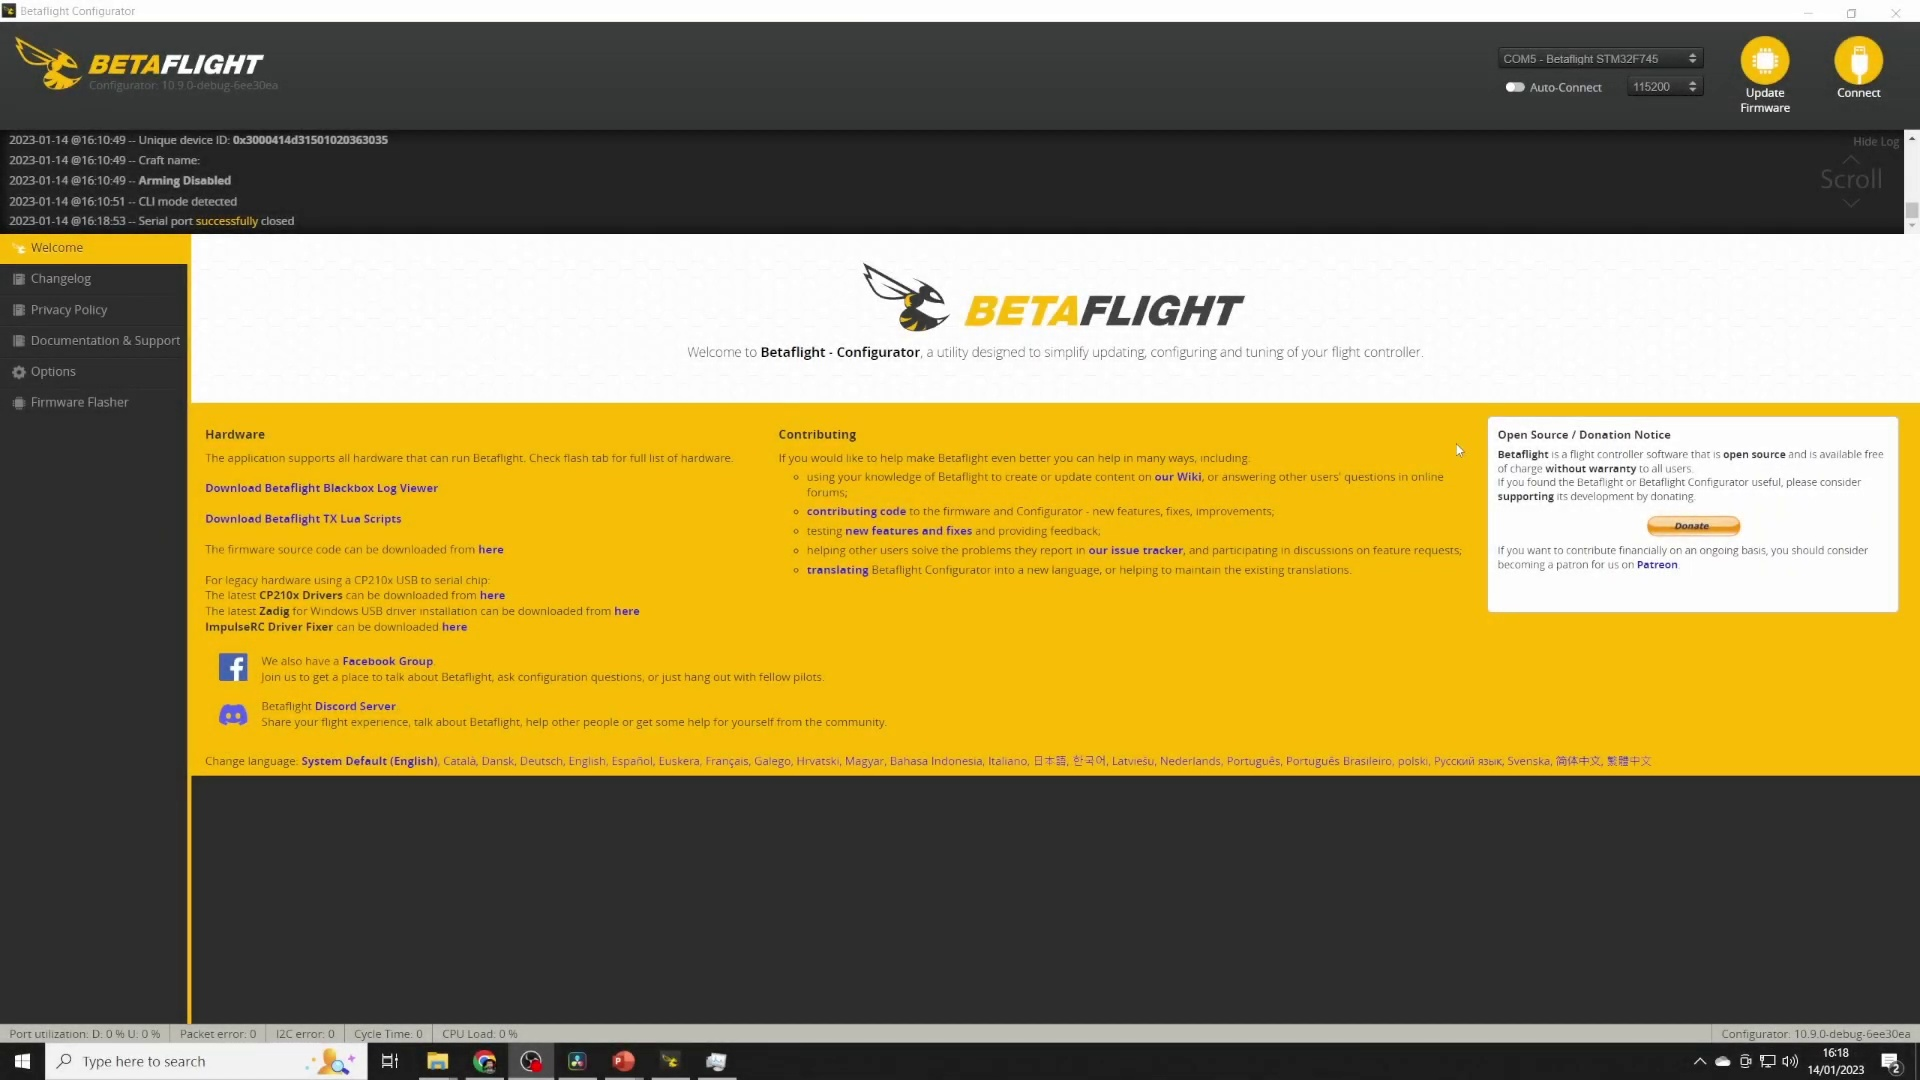 Betaflight Configurator
BETAFLIGHT
Configurator: 10.9.0-debug-6ee30ea
COM5 - Betaflight STM32F745
Auto-Connect
115200
Update
Firmware
Connect
2023-01-14 @16:10:49 -- Unique device ID: 0x3000414d31501020363035
2023-01-14 @16:10:49 -- Craft name:
2023-01-14 @16:10:49 -- Arming Disabled
2023-01-14 @16:10:51 -- CLI mode detected
2023-01-14 @16:18:53 -- Serial port successfully closed
Hide Log
Scroll
Welcome
Changelog
Privacy Policy
Documentation & Support
Options
Firmware Flasher
BETAFLIGHT
Welcome to Betaflight - Configurator, a utility designed to simplify updating, configuring and tuning of your flight controller.
Hardware
The application supports all hardware that can run Betaflight. Check flash tab for full list of hardware.
Download Betaflight Blackbox Log Viewer
Download Betaflight TX Lua Scripts
The firmware source code can be downloaded from here
For legacy hardware using a CP210x USB to serial chip:
The latest CP210x Drivers can be downloaded from here
The latest Zadig for Windows USB driver installation can be downloaded from here
ImpulseRC Driver Fixer can be downloaded here
We also have a Facebook Group.
Join us to get a place to talk about Betaflight, ask configuration questions, or just hang out with fellow pilots.
Betaflight Discord Server
Share your flight experience, talk about Betaflight, help other people or get some help for yourself from the community.
Contributing
If you would like to help make Betaflight even better you can help in many ways, including:
using your knowledge of Betaflight to create or update content on our Wiki, or answering other users' questions in online
forums;
contributing code to the firmware and Configurator - new features, fixes, improvements;
testing new features and fixes and providing feedback;
helping other users solve the problems they report in our issue tracker, and participating in discussions on feature requests;
translating Betaflight Configurator into a new language, or helping to maintain the existing translations.
Open Source / Donation Notice
Betaflight is a flight controller software that is open source and is available free
of charge without warranty to all users.
If you found the Betaflight or Betaflight Configurator useful, please consider
supporting its development by donating.
Donate
If you want to contribute financially on an ongoing basis, you should consider
becoming a patron for us on Patreon
Change language: System Default (English), Català, Dansk, Deutsch, English, Español, Euskera, Français, Galego, Hrvatski, Magyar, Bahasa Indonesia, Italiano, 日本語, 한국어, Latviešu, Nederlands, Português, Português Brasileiro, polski, Русский язык, Svenska, 简体中文, 繁體中文
Port utilization: D: 0 % U: 0 %
Packet error: 0
I2C error: 0
Cycle Time: 0
CPU Load: 0 %
Configurator: 10.9.0-debug-6ee30ea
Type here to search
16:18
14/01/2023
2